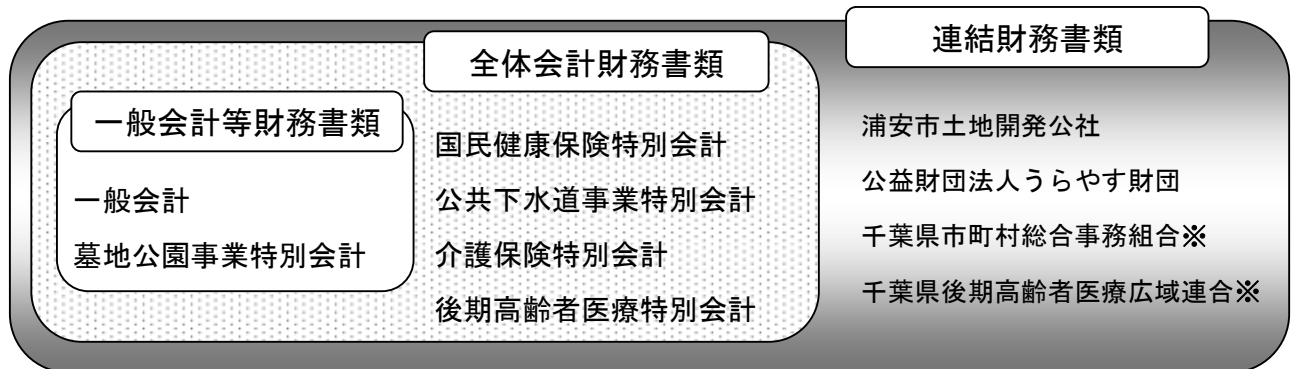 一般会計等財務書類
一般会計
墓地公園事業特別会計
全体会計財務書類
国民健康保険特別会計
公共下水道事業特別会計
介護保険特別会計
後期高齢者医療特別会計
連結財務書類
浦安市土地開発公社
公益財団法人うらやす財団
千葉県市町村総合事務組合※
千葉県後期高齢者医療広域連合※